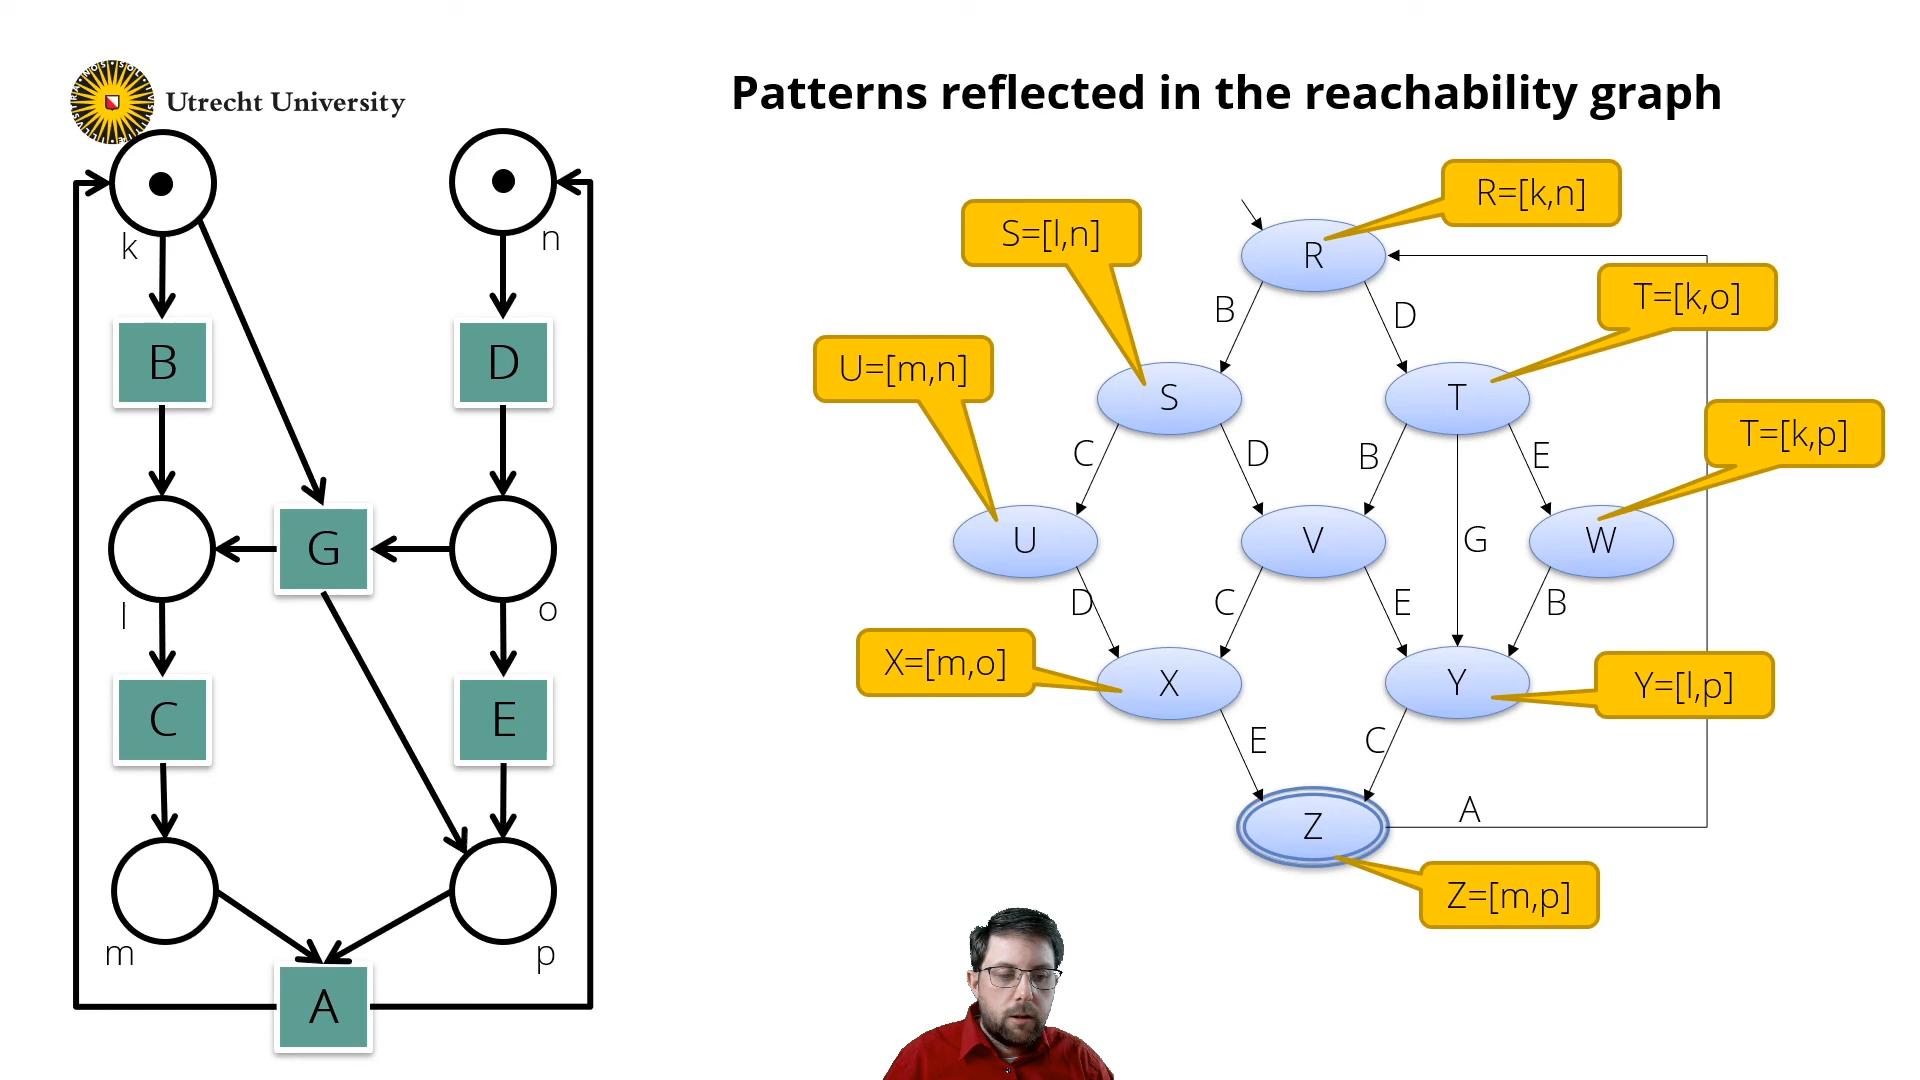 Utrecht University
Patterns reflected in the reachability graph
k
n
B
D
G
l
o
C
E
m
p
A
R=[k,n]
S=[l,n]
R
T=[k,o]
B
D
U=[m,n]
S
T
T=[k,p]
C
D
B
E
U
V
G
W
D
C
E
B
X=[m,o]
X
Y
Y=[l,p]
E
C
Z
A
Z=[m,p]